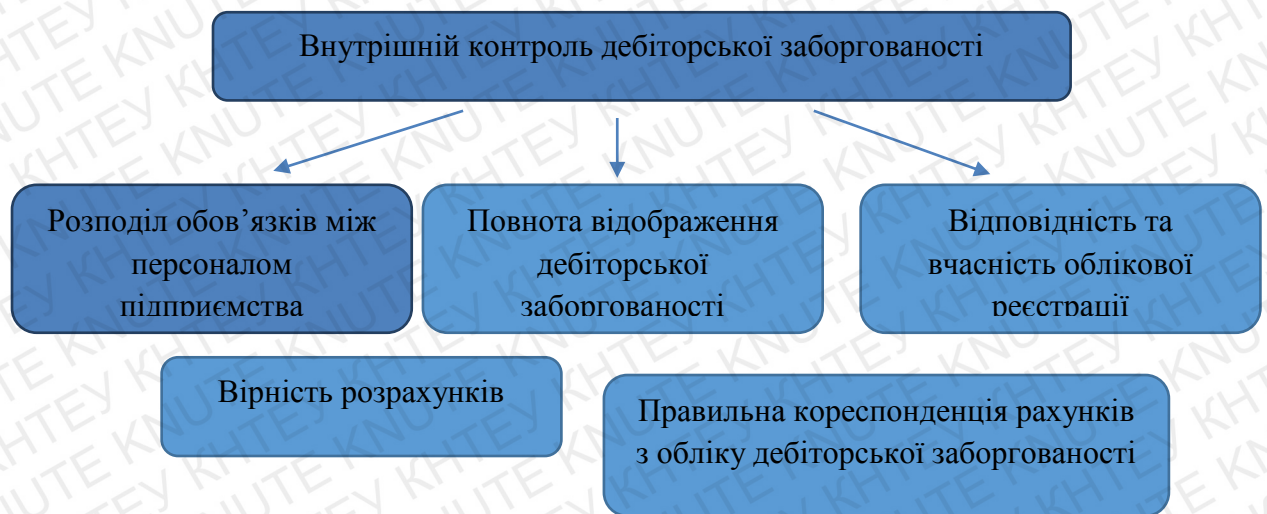 Внутрішній контроль дебіторської заборгованості
Розподіл обов’язків між
персоналом
підприємства
Повнота відображення
дебіторської
заборгованості
Відповідність та
вчасність облікової
реєстрації
Вірність розрахунків
Правильна кореспонденція рахунків
з обліку дебіторської заборгованості